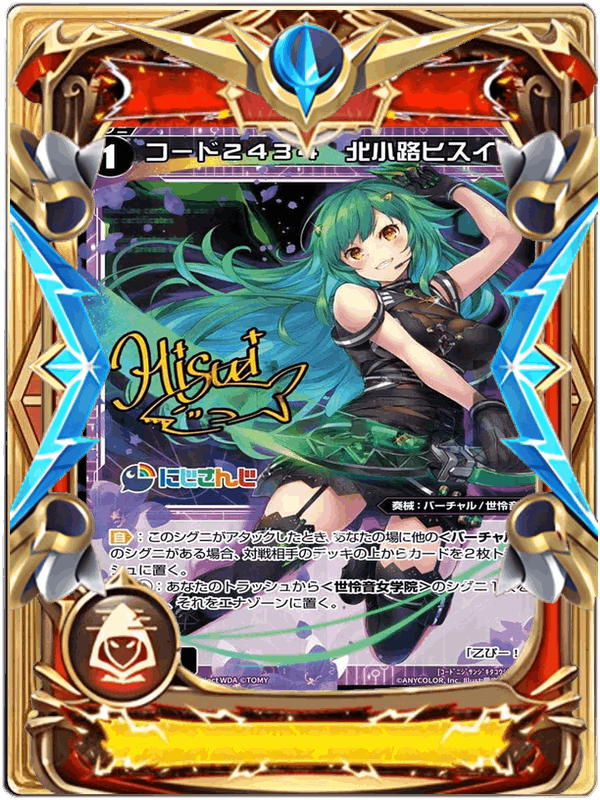 1 コード2434 北小路ヒスイ
Hisui
にじさんじ
奏械:バーチャル/世怜音
自:このシグニがアタックしたとき、あなたの場に他の<バーチャル
のシグニがある場合、対戦相手のデッキの上からカードを2枚ト
シュに置く。
:あなたのトラッシュから<世怜音女学院>のシグニ1
それをエナゾーンに置く。
「乙びー!
WDA ©TOMY
©ANYCOLOR, Inc. Illust